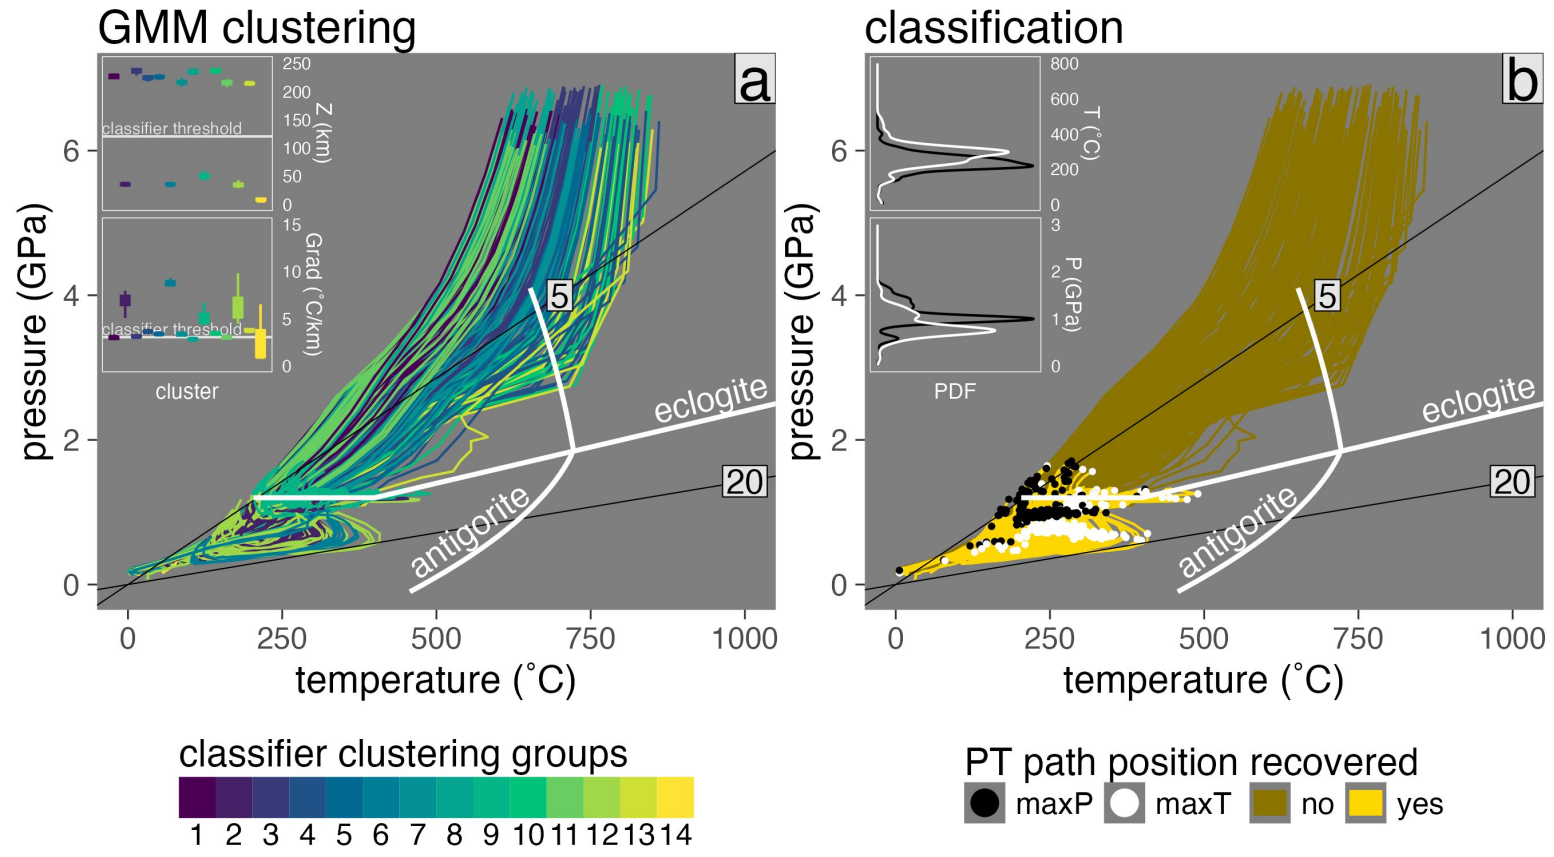 GMM clustering
a
250
200
150
100
50
0
Z (km)
classifier threshold
15
10
5
0
Grad (˚C/km)
classifier threshold
cluster
5
eclogite
20
antigorite
6
4
2
0
pressure (GPa)
0 250 500 750 1000
temperature (˚C)
classification
b
800
600
400
200
0
T (˚C)
3
2
1
0
P (GPa)
PDF
5
eclogite
20
antigorite
6
4
2
0
pressure (GPa)
0 250 500 750 1000
temperature (˚C)
classifier clustering groups
1 2 3 4 5 6 7 8 9 10 11 12 13 14
PT path position recovered
maxP maxT no yes